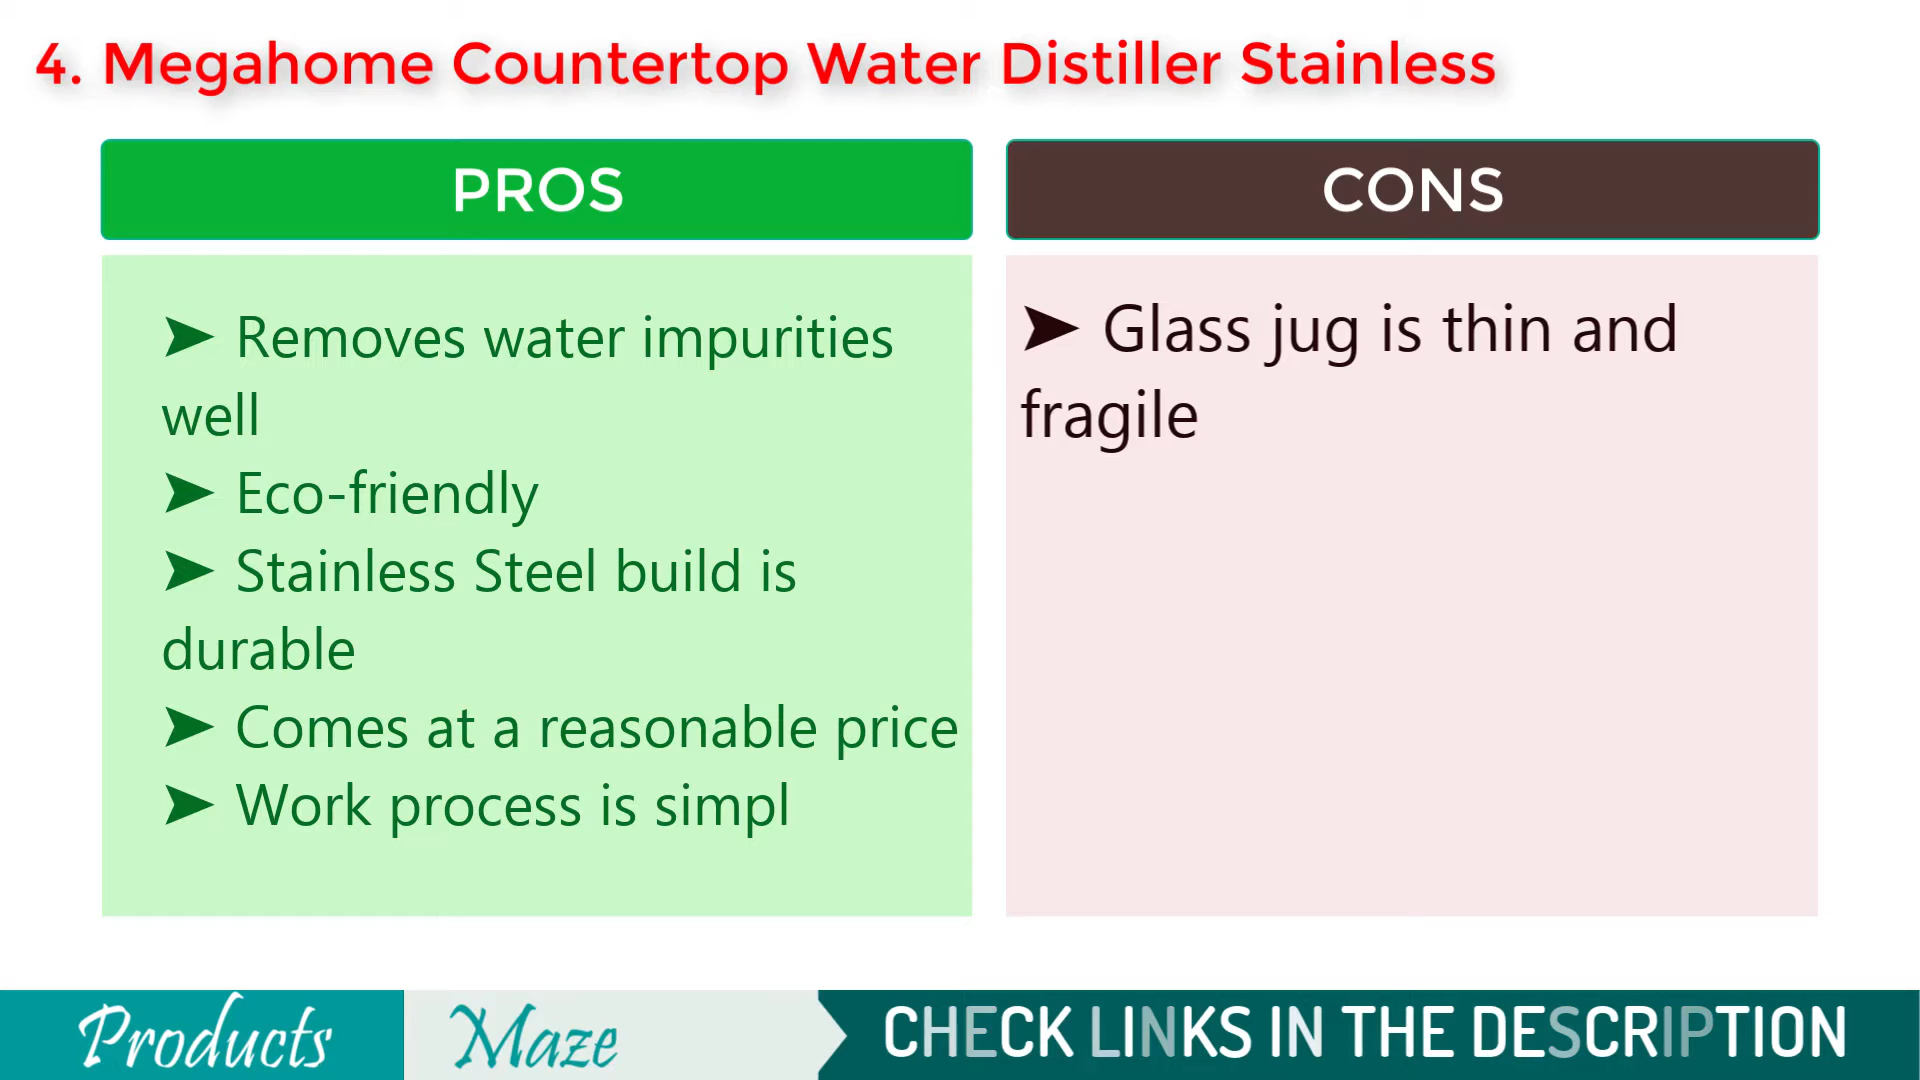 4. Megahome Countertop Water Distiller Stainless
PROS
➤ Removes water impurities
well
➤ Eco-friendly
➤ Stainless Steel build is
durable
➤ Comes at a reasonable price
➤ Work process is simpl
CONS
➤ Glass jug is thin and
fragile
Products Maze
CHECK LINKS IN THE DESCRIPTION